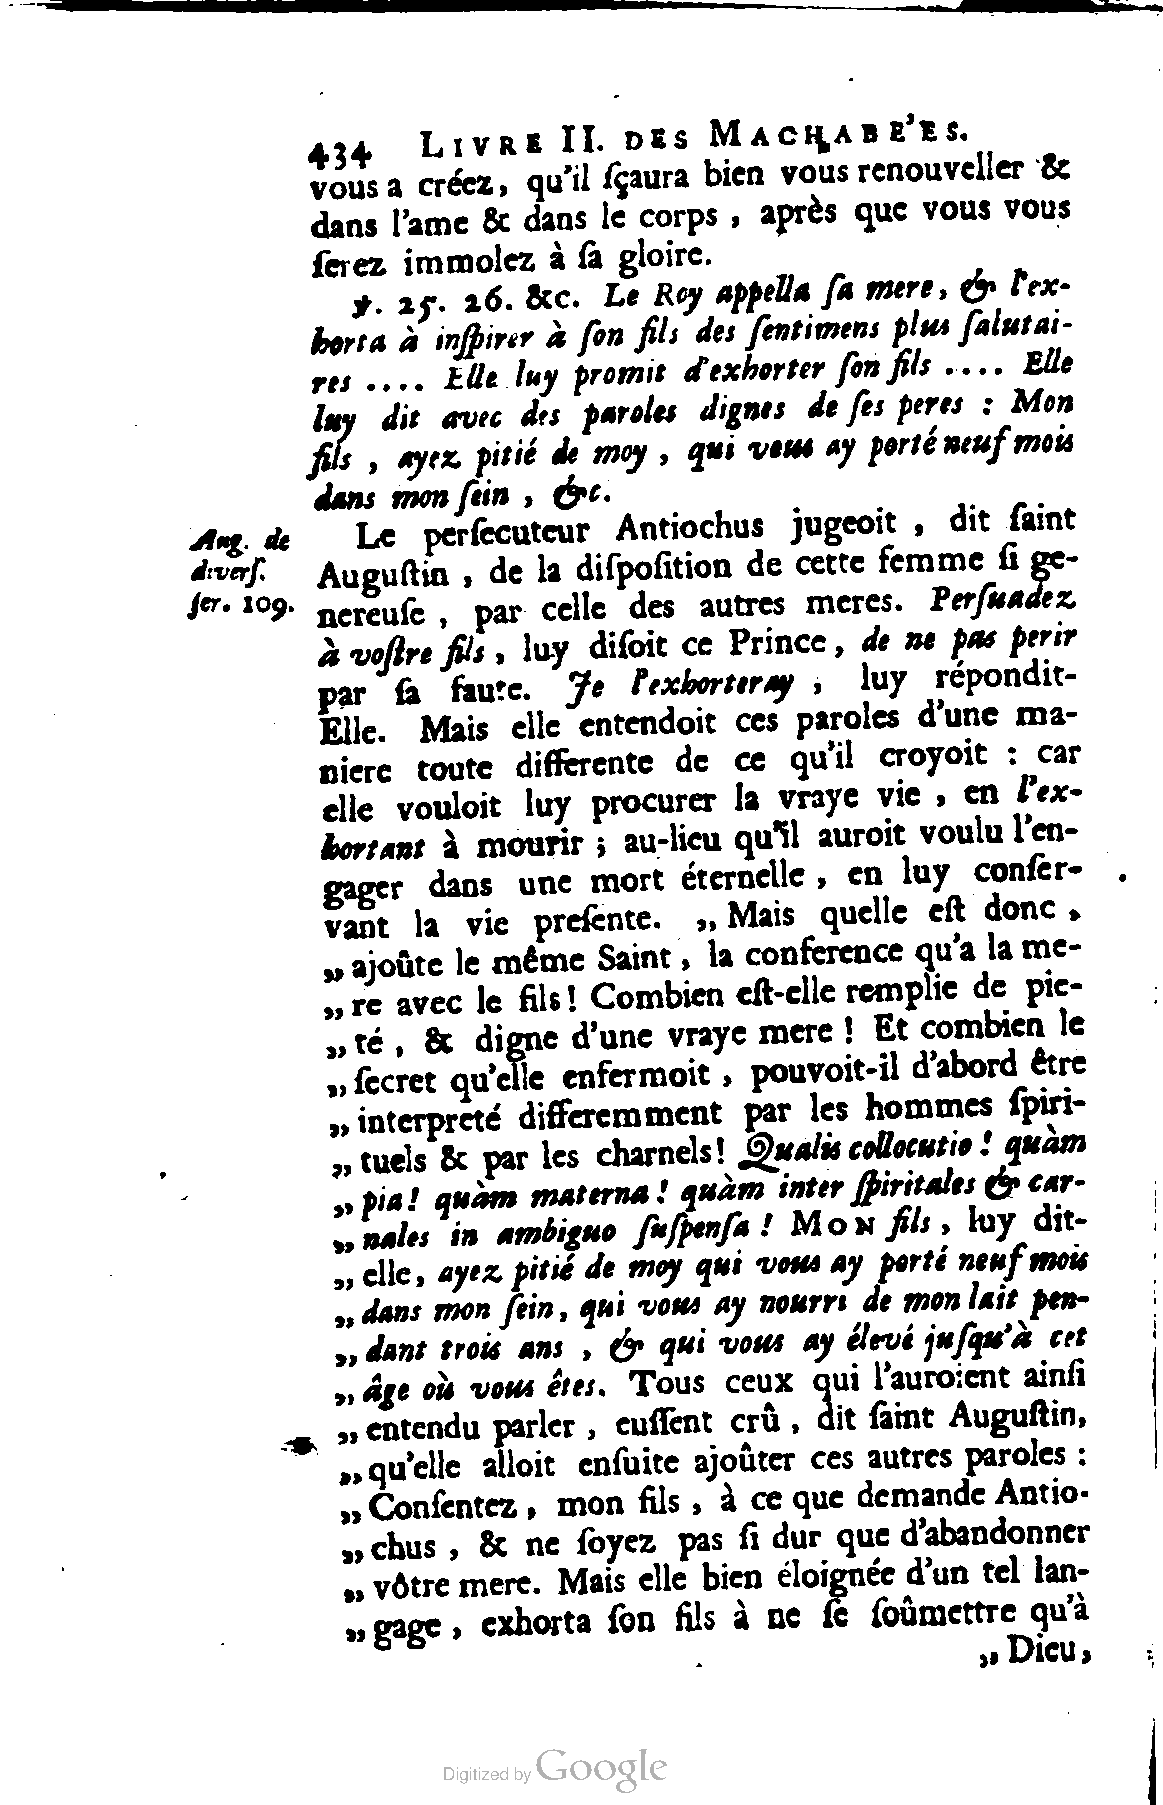 434 LIVRE II. DES MACHABE'ES.
vous a créez, qu'il sçaura bien vous renouveller &
dans l'ame & dans le corps, après que vous vous
ſerez immolez à ſa gloire.
℣. 25. 26. &c. Le Roy appella ſa mere, & l'ex-
horta à inſpirer à ſon fils des ſentimens plus ſalutai-
res .... Elle luy promit d'exhorter ſon fils .... Elle
luy dit avec des paroles dignes de ſes peres : Mon
fils, ayez pitié de moy, qui vous ay porté neuf mois
dans mon ſein, &c.
Aug. de
diverſ.
ſer. 109.
Le perſecuteur Antiochus jugeoit, dit ſaint
Auguſtin, de la diſpoſition de cette femme ſi ge-
nereuſe, par celle des autres meres. Perſuadez
à voſtre fils, luy diſoit ce Prince, de ne pas perir
par ſa faute. Je l'exhorteray, luy répondit-
Elle. Mais elle entendoit ces paroles d'une ma-
niere toute differente de ce qu'il croyoit : car
elle vouloit luy procurer la vraye vie, en l'ex-
hortant à mourir ; au-lieu qu'il auroit voulu l'en-
gager dans une mort éternelle, en luy conſer-
vant la vie preſente. „ Mais quelle eſt donc,
„ ajoûte le même Saint, la conference qu'a la me-
„ re avec le fils! Combien eſt-elle remplie de pie-
„ té, & digne d'une vraye mere ! Et combien le
„ ſecret qu'elle enfermoit, pouvoit-il d'abord être
„ interpreté differemment par les hommes ſpiri-
„ tuels & par les charnels! Qualis collocutio ! quàm
„ pia! quàm materna! quàm inter ſpiritales & car-
„ nales in ambiguo ſuſpenſa ! MON fils, luy dit-
„ elle, ayez pitié de moy qui vous ay porté neuf mois
„ dans mon ſein, qui vous ay nourri de mon lait pen-
„ dant trois ans, & qui vous ay élevé juſqu'à cet
„ âge où vous êtes. Tous ceux qui l'auroient ainſi
„ entendu parler, euſſent crû, dit ſaint Auguſtin,
„ qu'elle alloit enſuite ajoûter ces autres paroles :
„ Conſentez, mon fils, à ce que demande Antio-
„ chus, & ne ſoyez pas ſi dur que d'abandonner
„ vôtre mere. Mais elle bien éloignée d'un tel lan-
„ gage, exhorta ſon fils à ne ſe ſoûmettre qu'à
„ Dieu,
Digitized by Google